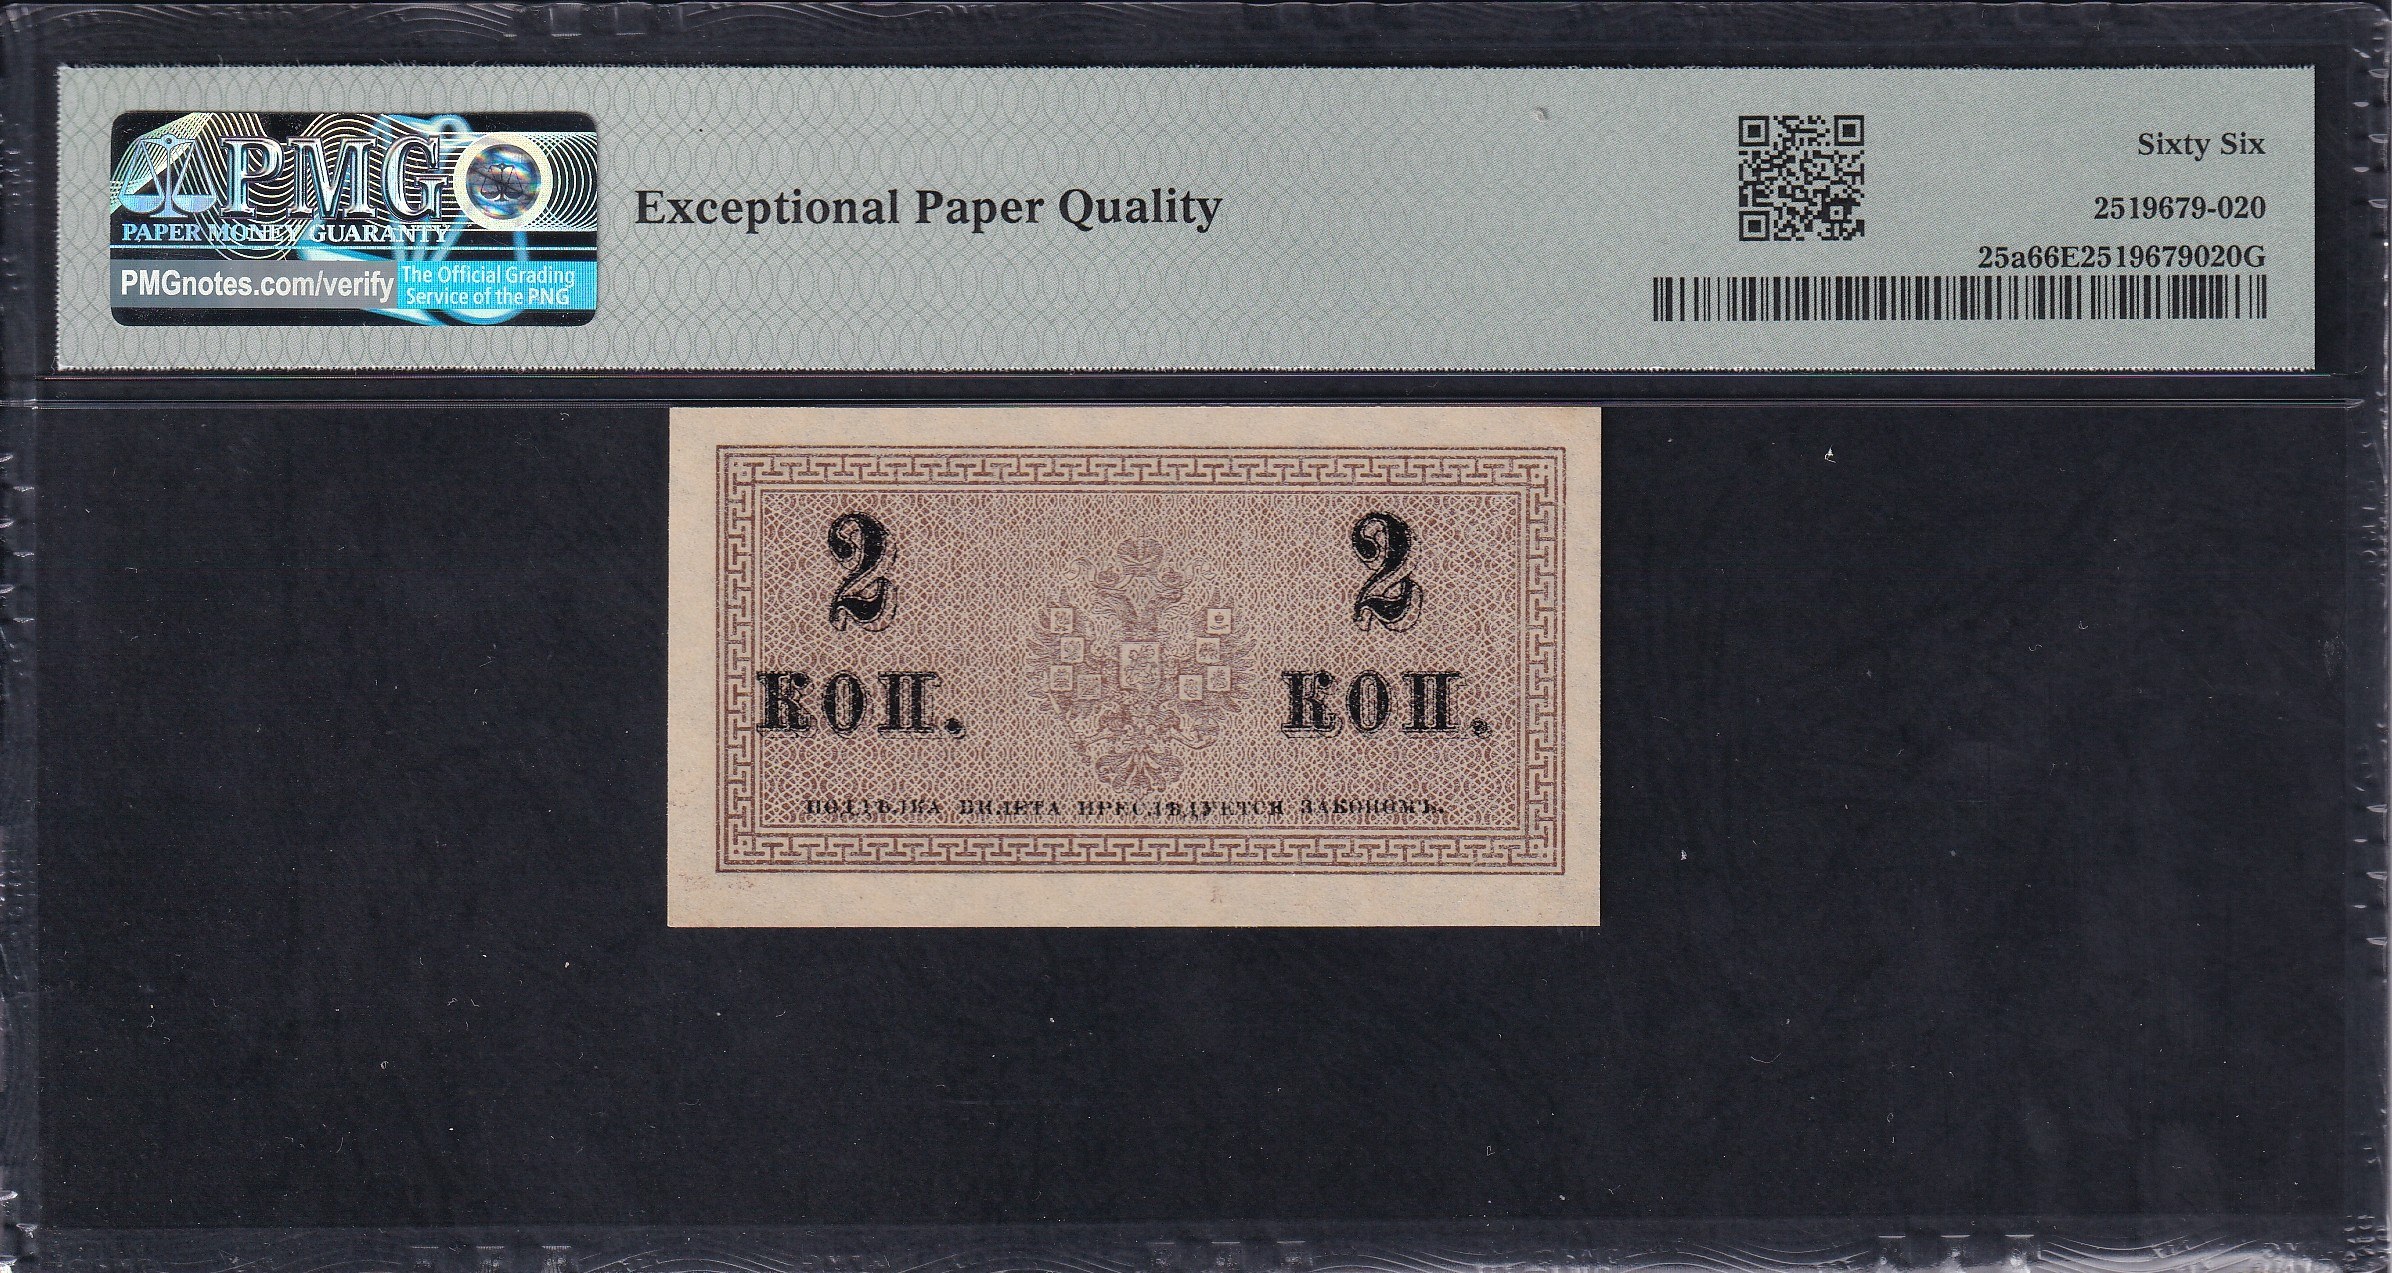 PMG
PAPER MONEY GUARANTY
PMGnotes.com/verify
The Official Grading
Service of the PNG
Exceptional Paper Quality
Sixty Six
2519679-020
25a66E2519679020G
2 2
КОП. КОП.
ПОДДѢЛКА БИЛЕТА ПРЕСЛѢДУЕТСЯ ЗАКОНОМЪ.